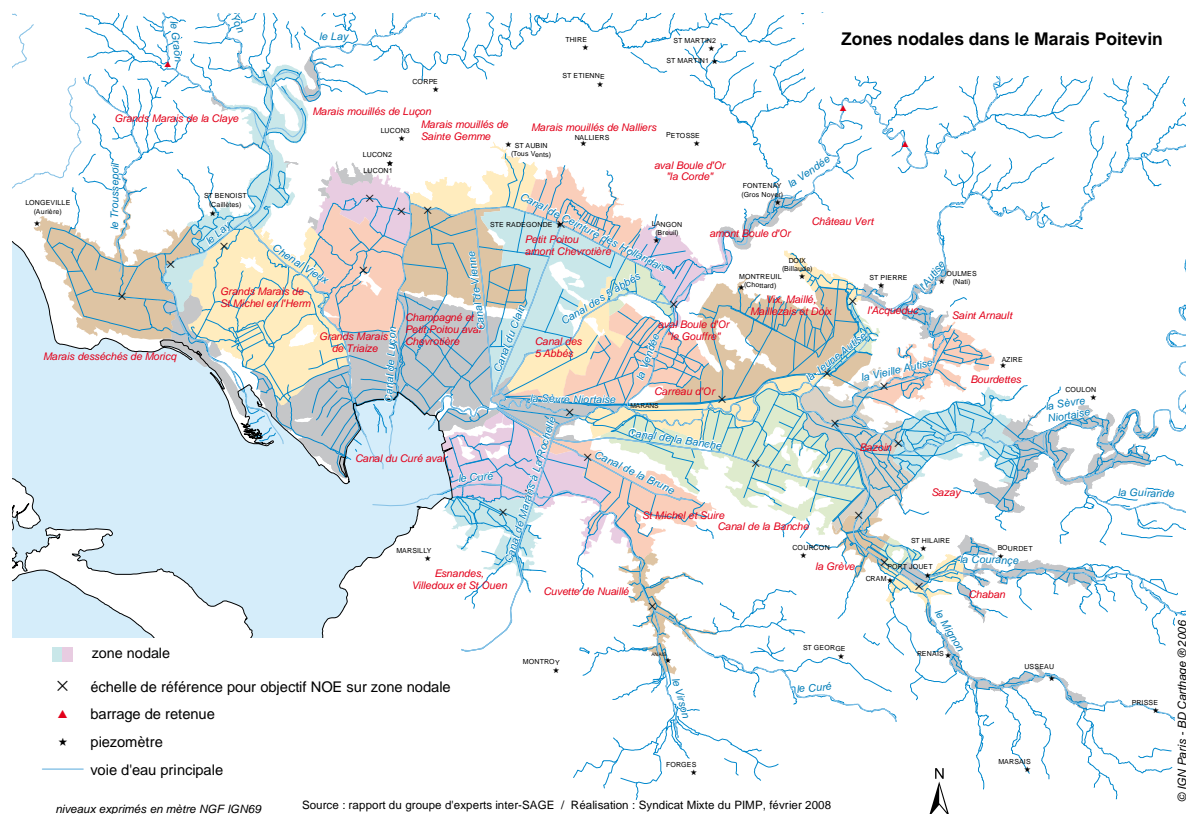 Zones nodales dans le Marais Poitevin
le Graon
Yon
le Lay
THIRE
ST MARTIN2
ST MARTIN1
CORPE
ST ETIENNE
Grands Marais de la Claye
Marais mouillés de Luçon
Marais mouillés de
Sainte Gemme
Marais mouillés de Nalliers
NALLIERS
LUCON3
PETOSSE
ST AUBIN
(Tous Vents)
LUCON2
LUCON1
aval Boule d'Or
"la Corde"
la Vendée
FONTENAY
(Gros Noyer)
LONGEVILLE
(Aurière)
le Troussepoil
ST BENOIST
(Cailletes)
le Lay
Canal de Ceinture des Hollandais
STE RADEGONDE
LANGON
(Breuil)
Château Vert
amont Boule d'Or
Petit Poitou
amont Chevrotière
Chenal Vieux
Canal de Vienne
DOIX
(Billaude)
MONTREUIL
(Chottard)
ST PIERRE
l'Autise
OULMES
(Nati)
Grands Marais de
St Michel en l'Herm
Canal des 5 Abbés
Vix, Maillé,
Maillezais et Doix
l'Acqueduc
Saint Arnault
Champagné et
Petit Poitou aval
Chevrotière
Canal du Clain
aval Boule d'Or
"le Gouffre"
Grands Marais
de Triaize
Canal des
5 Abbés
la Vendée
la Jeune Autise
Marais desséchés de Moricq
Canal de Luçon
la Vieille Autise
AZIRE
Bourdettes
Carreau d'Or
COULON
la Sèvre Niortaise
MARANS
la Sèvre
Niortaise
Canal de la Banche
Bazoin
Canal du Curé aval
le Curé
Canal de la Brune
Canal de Marans à La Rochelle
Sazay
la Guirande
St Michel et Suire
Canal de la Banche
MARSILLY
COURCON
ST HILAIRE
BOURDET
la Courance
Esnandes,
Villedoux et St Ouen
la Grève
PORT JOUET
CRAM
Chaban
Cuvette de Nuaillé
le Mignon
ANAIS
MONTROY
ST GEORGE
RENAIS
USSEAU
le Curé
le Virson
PRISSE
FORGES
MARSAIS
zone nodale
échelle de référence pour objectif NOE sur zone nodale
barrage de retenue
piezomètre
voie d'eau principale
N
niveaux exprimés en mètre NGF IGN69
Source : rapport du groupe d'experts inter-SAGE / Réalisation : Syndicat Mixte du PIMP, février 2008
© IGN Paris - BD Carthage ® 2006